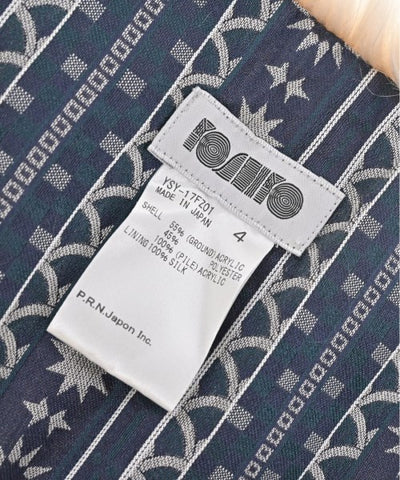 YOSHIO
YSY-17FZ01
MADE IN JAPAN
4
SHELL
55% (GROUND) ACRYLIC
45% POLYESTER
100% (PILE) ACRYLIC
LINING 100% SILK
P.R.N Japon Inc.